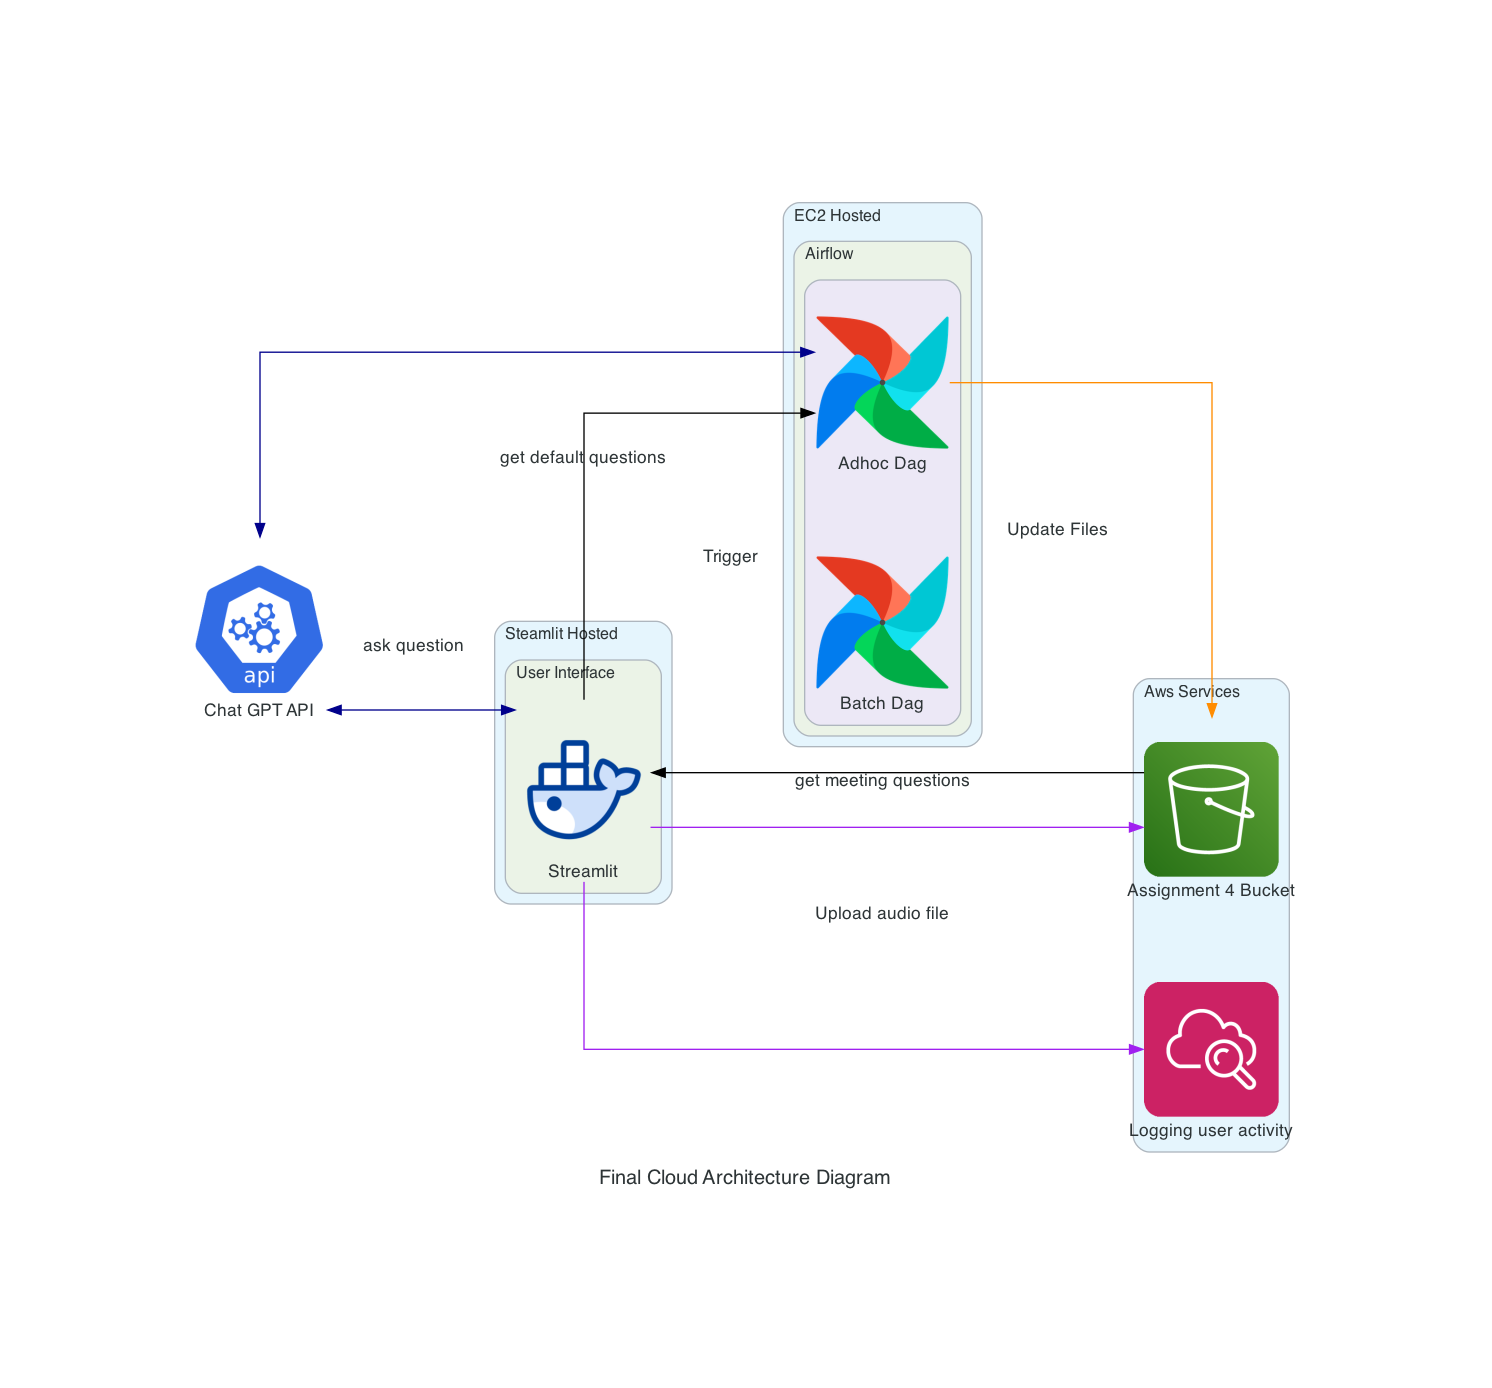 EC2 Hosted
Airflow
Adhoc Dag
get default questions
Update Files
Trigger
Steamlit Hosted
ask question
User Interface
api
Chat GPT API
Batch Dag
Aws Services
get meeting questions
Streamlit
Assignment 4 Bucket
Upload audio file
Logging user activity
Final Cloud Architecture Diagram